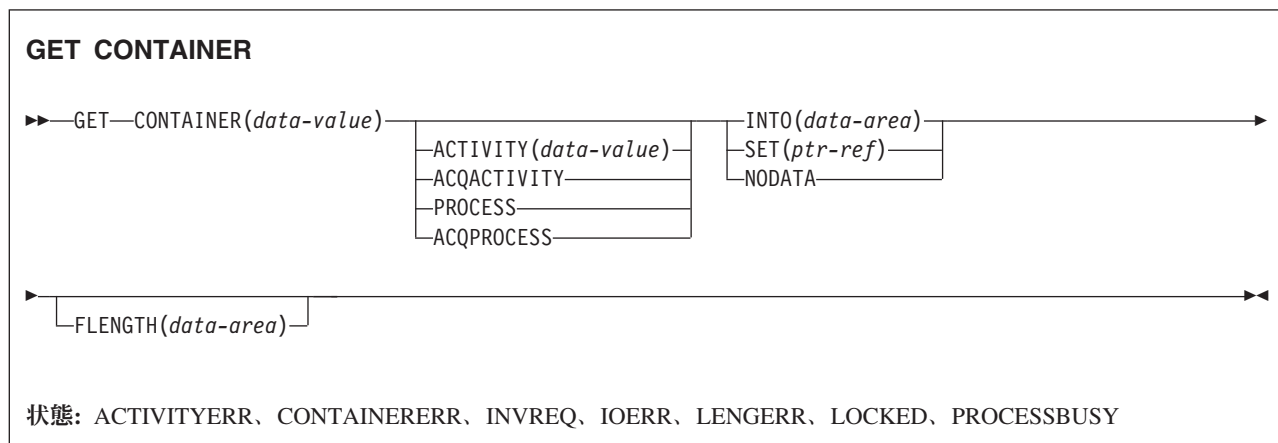 GET CONTAINER
GET CONTAINER(data-value) INTO(data-area)
ACTIVITY(data-value) SET(ptr-ref)
ACQACTIVITY NODATA
PROCESS
ACQPROCESS
FLENGTH(data-area)
状態: ACTIVITYERR、CONTAINERERR、INVREQ、IOERR、LENGERR、LOCKED、PROCESSBUSY